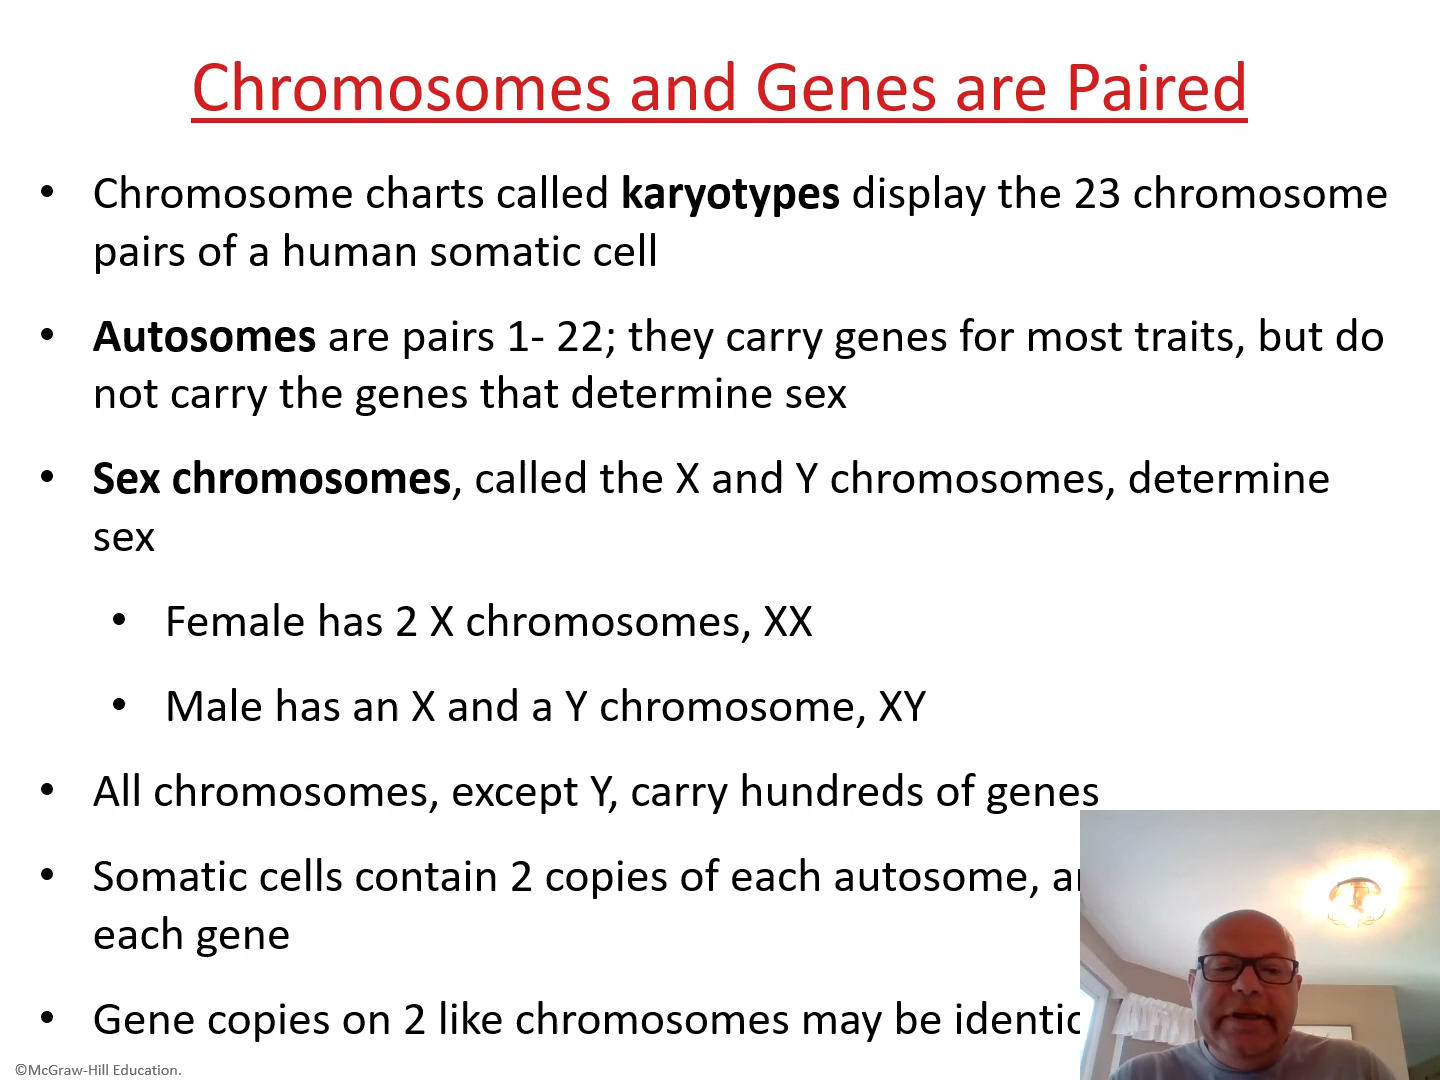 Chromosomes and Genes are Paired
• Chromosome charts called karyotypes display the 23 chromosome
pairs of a human somatic cell
• Autosomes are pairs 1- 22; they carry genes for most traits, but do
not carry the genes that determine sex
• Sex chromosomes, called the X and Y chromosomes, determine
sex
• Female has 2 X chromosomes, XX
• Male has an X and a Y chromosome, XY
• All chromosomes, except Y, carry hundreds of genes
• Somatic cells contain 2 copies of each autosome,
each gene
• Gene copies on 2 like chromosomes may be
©McGraw-Hill Education.